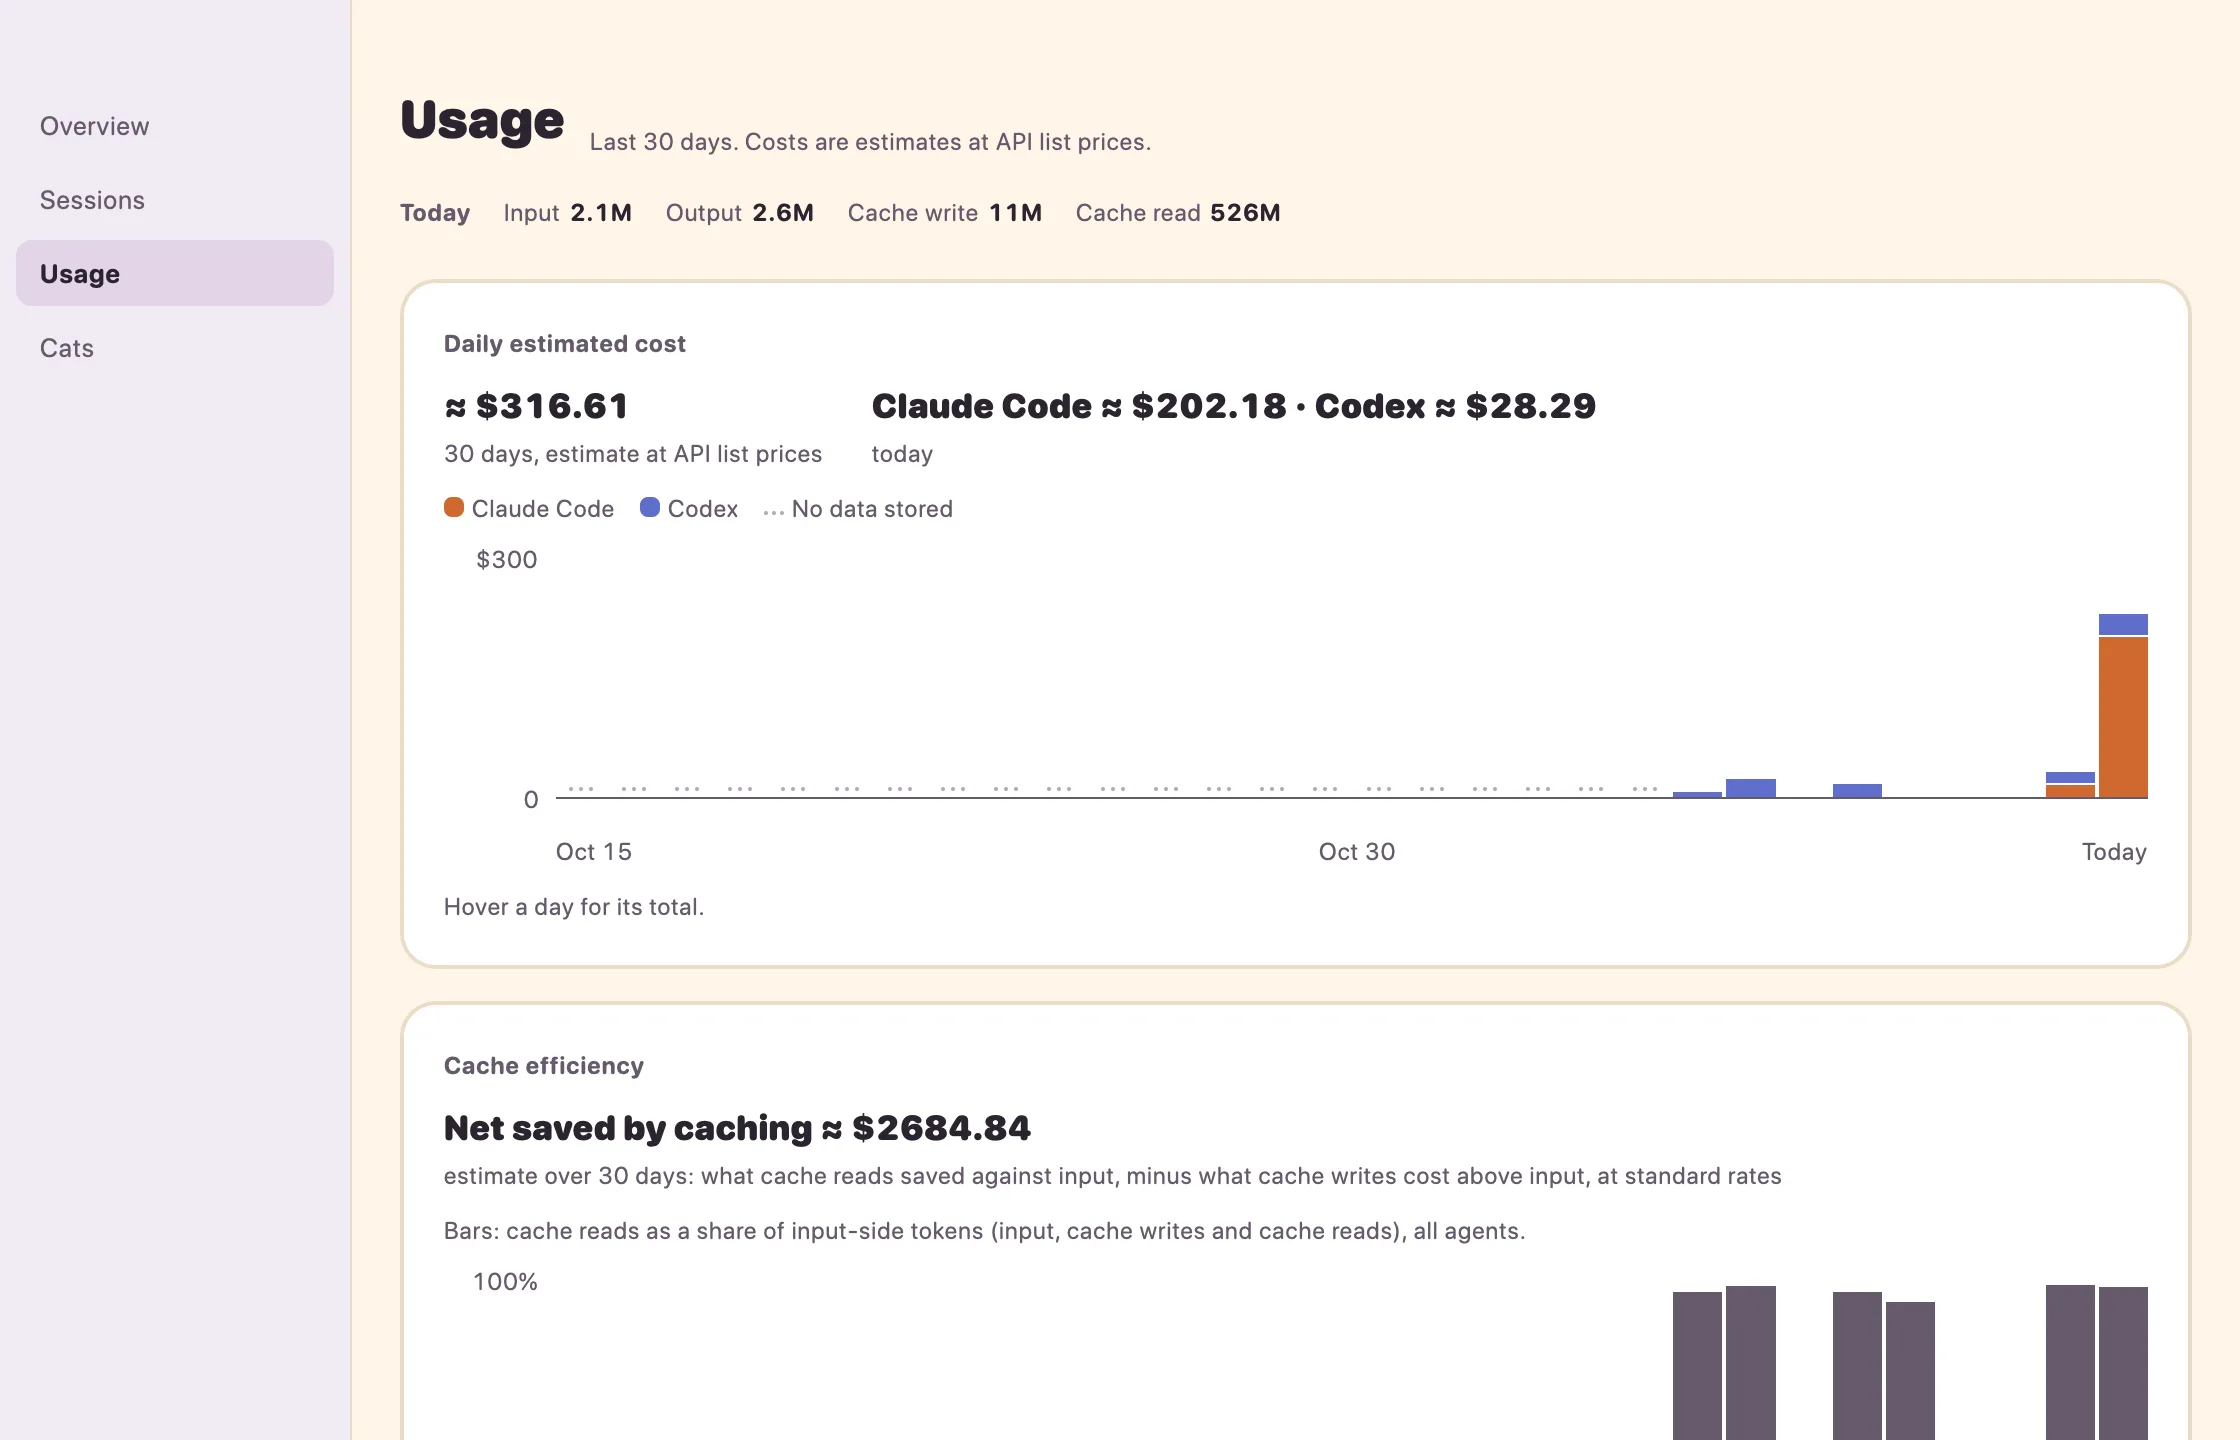 Overview
Sessions
Usage
Cats
Usage Last 30 days. Costs are estimates at API list prices.
Today Input 2.1M Output 2.6M Cache write 11M Cache read 526M
Daily estimated cost
≈ $316.61 Claude Code ≈ $202.18 · Codex ≈ $28.29
30 days, estimate at API list prices today
Claude Code Codex ... No data stored
$300
0
Oct 15 Oct 30 Today
Hover a day for its total.
Cache efficiency
Net saved by caching ≈ $2684.84
estimate over 30 days: what cache reads saved against input, minus what cache writes cost above input, at standard rates
Bars: cache reads as a share of input-side tokens (input, cache writes and cache reads), all agents.
100%